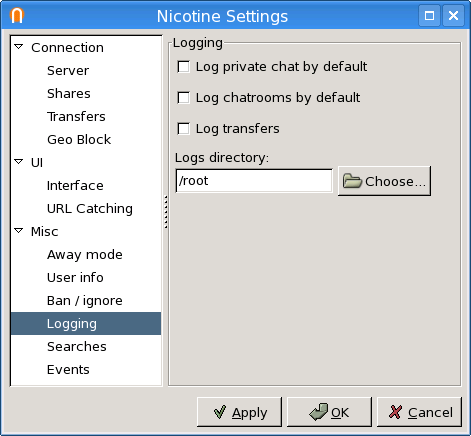 Nicotine Settings
Connection
Server
Shares
Transfers
Geo Block
UI
Interface
URL Catching
Misc
Away mode
User info
Ban / ignore
Logging
Searches
Events
Logging
Log private chat by default
Log chatrooms by default
Log transfers
Logs directory:
/root
Choose...
Apply
OK
Cancel